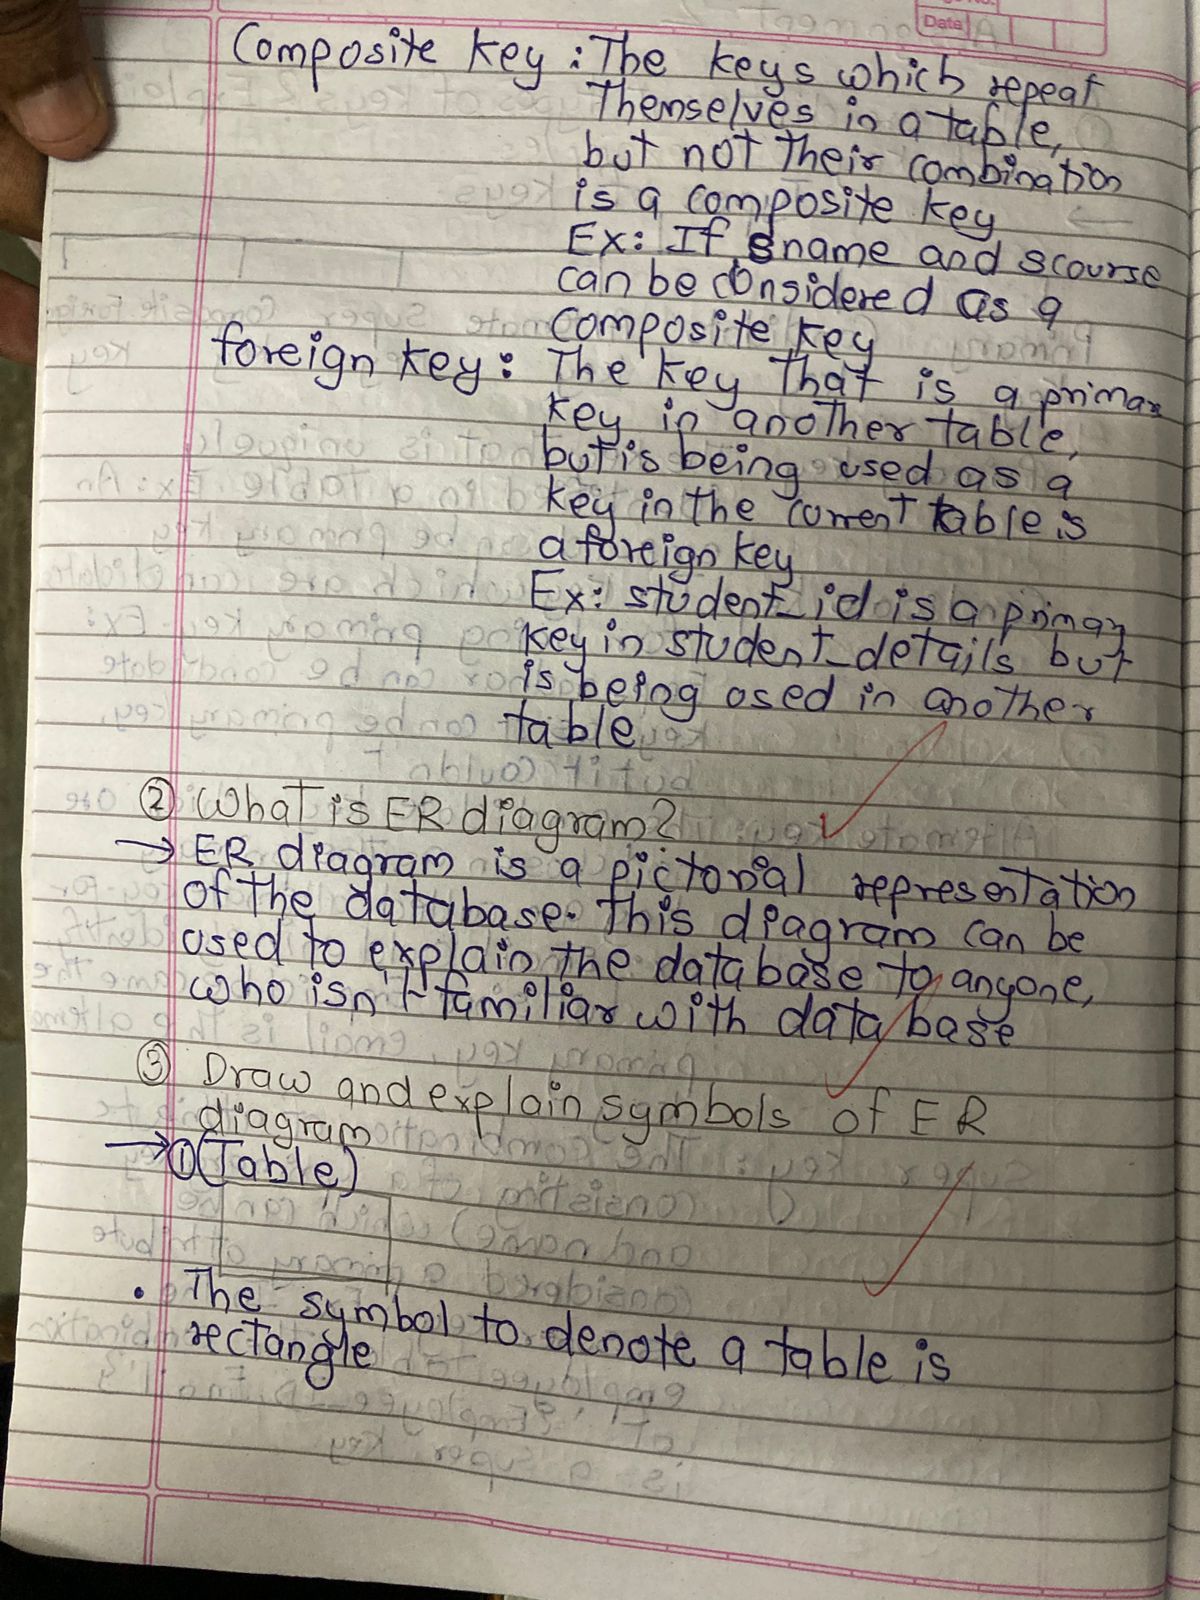 Date
Composite key : The keys which repeat
themselves in a table,
but not their combination
is a composite key
Ex: If sname and scourse
can be considered as a
composite key
foreign key : The key that is a primary
key in another table,
but is being used as a
key in the current table is
a foreign key
Ex: student_id is a primary
key in student_details but
is being used in another
table
② What is ER diagram?
→ ER diagram is a pictorial representation
of the database. This diagram can be
used to explain the database to anyone,
who isn't familiar with database
③ Draw and explain symbols of ER
diagram
→ ① (Table)
• The symbol to denote a table is
rectangle